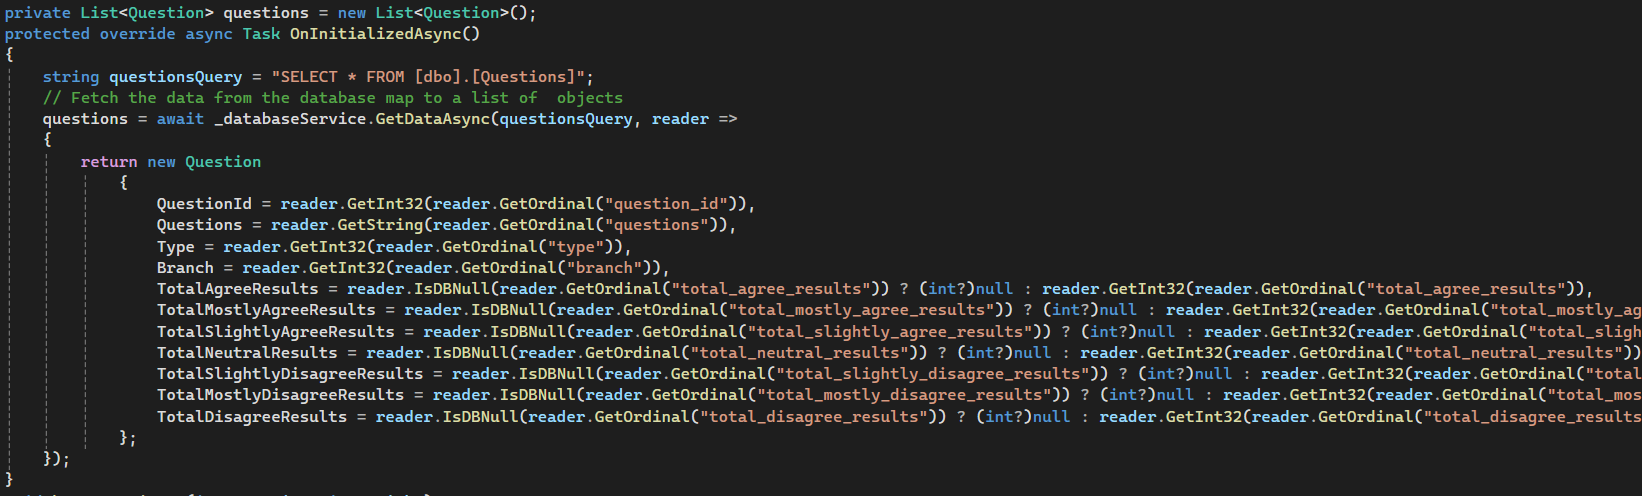 private List<Question> questions = new List<Question>();
protected override async Task OnInitializedAsync()
{
    string questionsQuery = "SELECT * FROM [dbo].[Questions]";
    // Fetch the data from the database map to a list of  objects
    questions = await _databaseService.GetDataAsync(questionsQuery, reader =>
    {
        return new Question
            {
                QuestionId = reader.GetInt32(reader.GetOrdinal("question_id")),
                Questions = reader.GetString(reader.GetOrdinal("questions")),
                Type = reader.GetInt32(reader.GetOrdinal("type")),
                Branch = reader.GetInt32(reader.GetOrdinal("branch")),
                TotalAgreeResults = reader.IsDBNull(reader.GetOrdinal("total_agree_results")) ? (int?)null : reader.GetInt32(reader.GetOrdinal("total_agree_results")),
                TotalMostlyAgreeResults = reader.IsDBNull(reader.GetOrdinal("total_mostly_agree_results")) ? (int?)null : reader.GetInt32(reader.GetOrdinal("total_mostly_ag
                TotalSlightlyAgreeResults = reader.IsDBNull(reader.GetOrdinal("total_slightly_agree_results")) ? (int?)null : reader.GetInt32(reader.GetOrdinal("total_sligh
                TotalNeutralResults = reader.IsDBNull(reader.GetOrdinal("total_neutral_results")) ? (int?)null : reader.GetInt32(reader.GetOrdinal("total_neutral_results"))
                TotalSlightlyDisagreeResults = reader.IsDBNull(reader.GetOrdinal("total_slightly_disagree_results")) ? (int?)null : reader.GetInt32(reader.GetOrdinal("total
                TotalMostlyDisagreeResults = reader.IsDBNull(reader.GetOrdinal("total_mostly_disagree_results")) ? (int?)null : reader.GetInt32(reader.GetOrdinal("total_mos
                TotalDisagreeResults = reader.IsDBNull(reader.GetOrdinal("total_disagree_results")) ? (int?)null : reader.GetInt32(reader.GetOrdinal("total_disagree_results
            };
    });
}